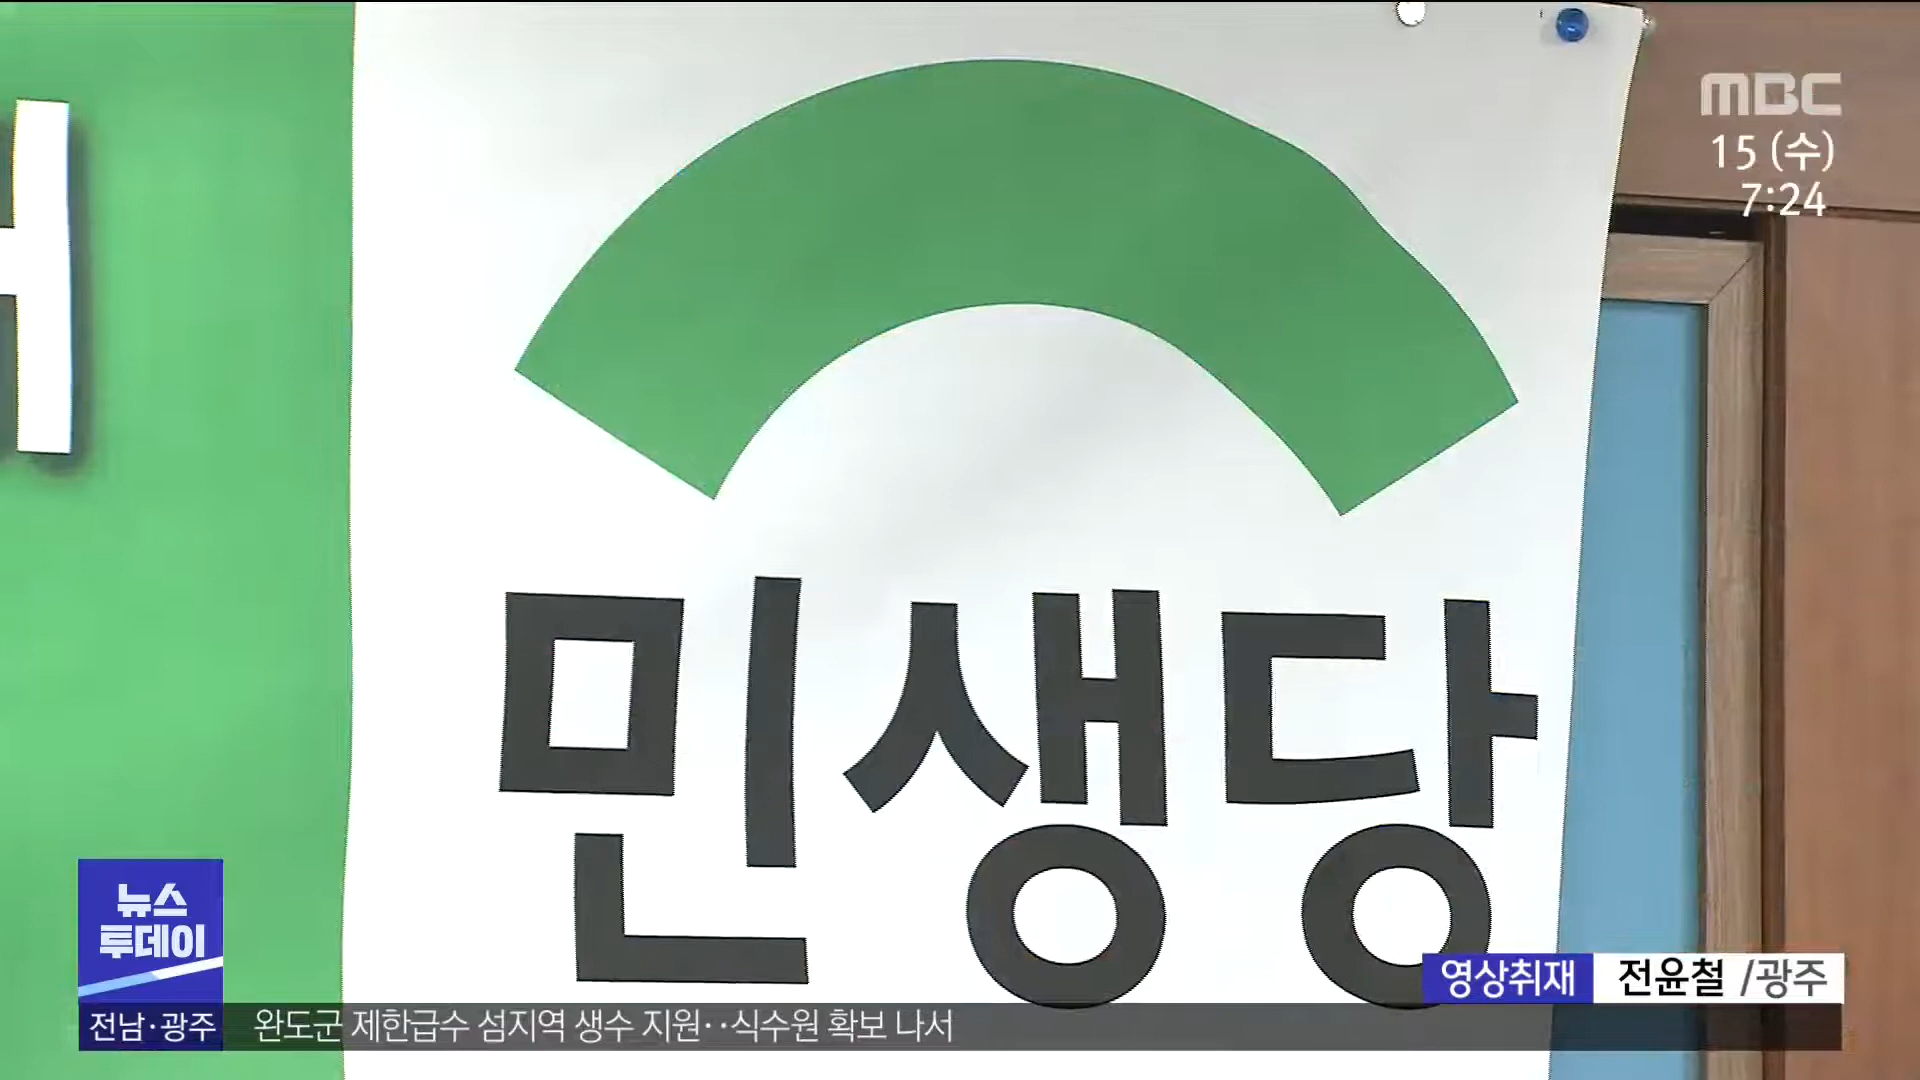 MBC
15 (수)
7:24
민생당
뉴스
투데이
영상취재 전윤철 /광주
전남·광주 완도군 제한급수 섬지역 생수 지원‥식수원 확보 나서